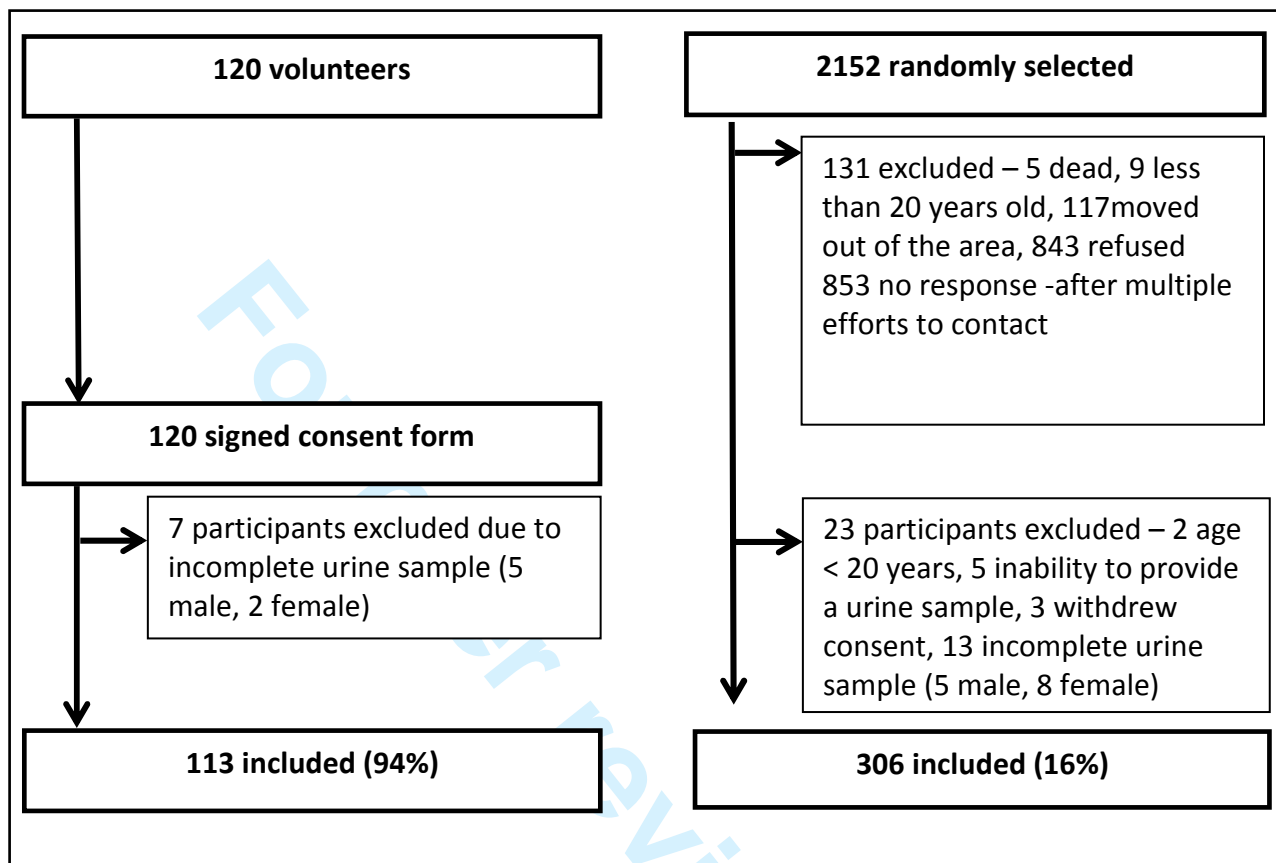 120 volunteers
2152 randomly selected
131 excluded – 5 dead, 9 less
than 20 years old, 117moved
out of the area, 843 refused
853 no response -after multiple
efforts to contact
120 signed consent form
7 participants excluded due to
incomplete urine sample (5
male, 2 female)
23 participants excluded – 2 age
< 20 years, 5 inability to provide
a urine sample, 3 withdrew
consent, 13 incomplete urine
sample (5 male, 8 female)
113 included (94%)
306 included (16%)